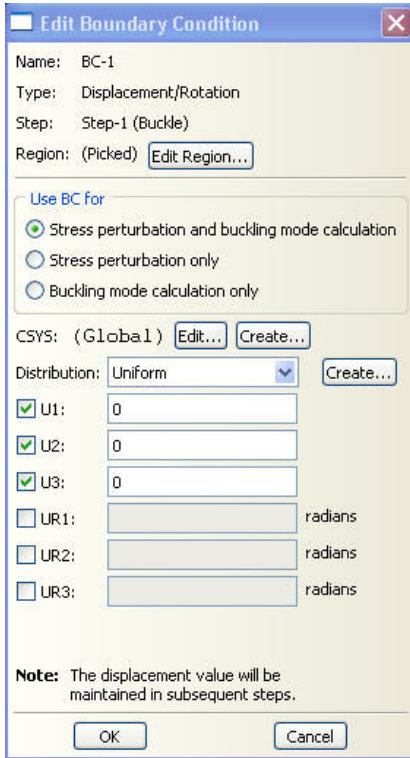 Edit Boundary Condition
Name: BC-1
Type: Displacement/Rotation
Step: Step-1 (Buckle)
Region: (Picked) Edit Region...
Use BC for
Stress perturbation and buckling mode calculation
Stress perturbation only
Buckling mode calculation only
CSYS: (Global) Edit... Create...
Distribution: Uniform Create...
U1: 0
U2: 0
U3: 0
UR1: radians
UR2: radians
UR3: radians
Note: The displacement value will be
maintained in subsequent steps.
OK Cancel